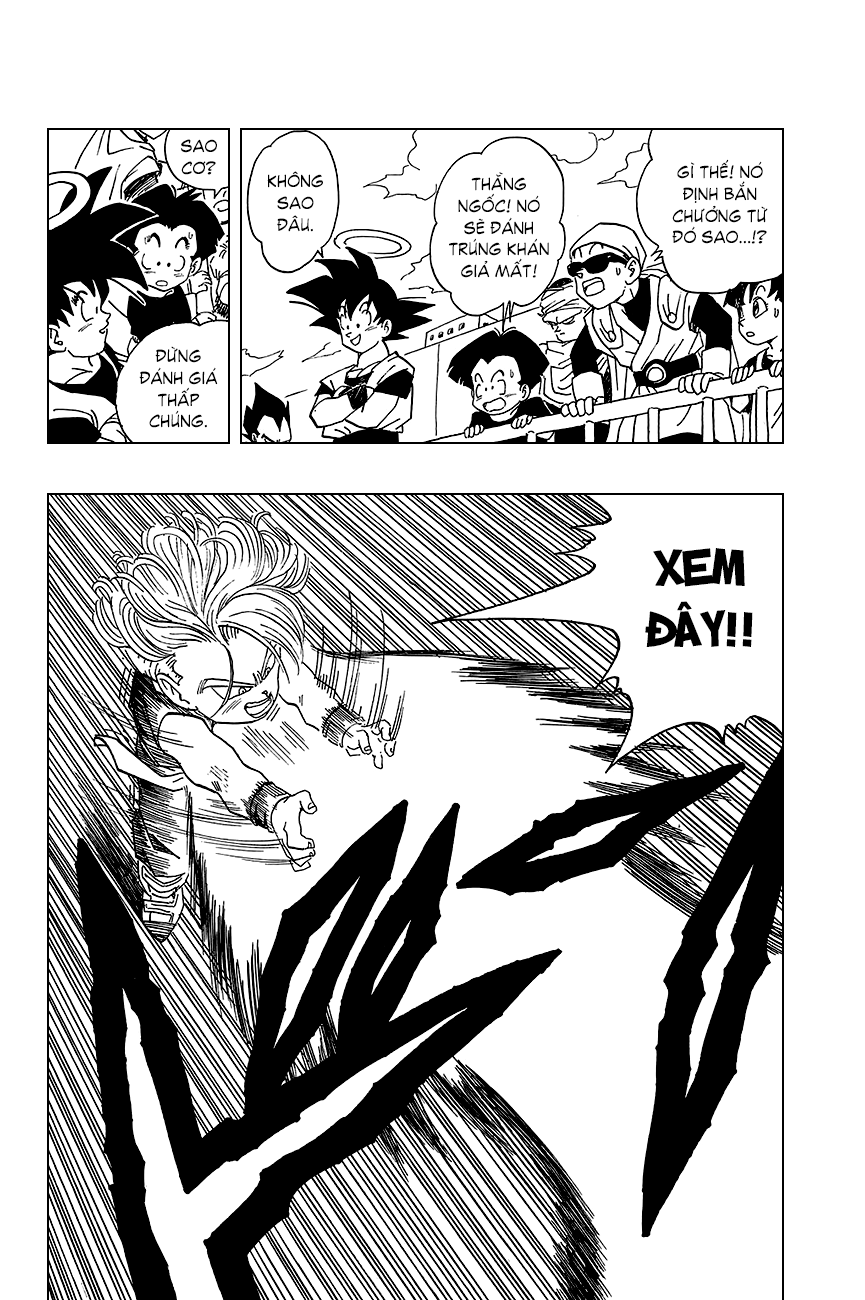 GÌ THẾ! NÓ
ĐỊNH BẮN
CHƯỞNG TỪ
ĐÓ SAO...!?
THẰNG
NGỐC! NÓ
SẼ ĐÁNH
TRÚNG KHÁN
GIẢ MẤT!
KHÔNG
SAO
ĐÂU.
SAO
CƠ?
ĐỪNG
ĐÁNH GIÁ
THẤP
CHÚNG.
XEM
ĐÂY!!